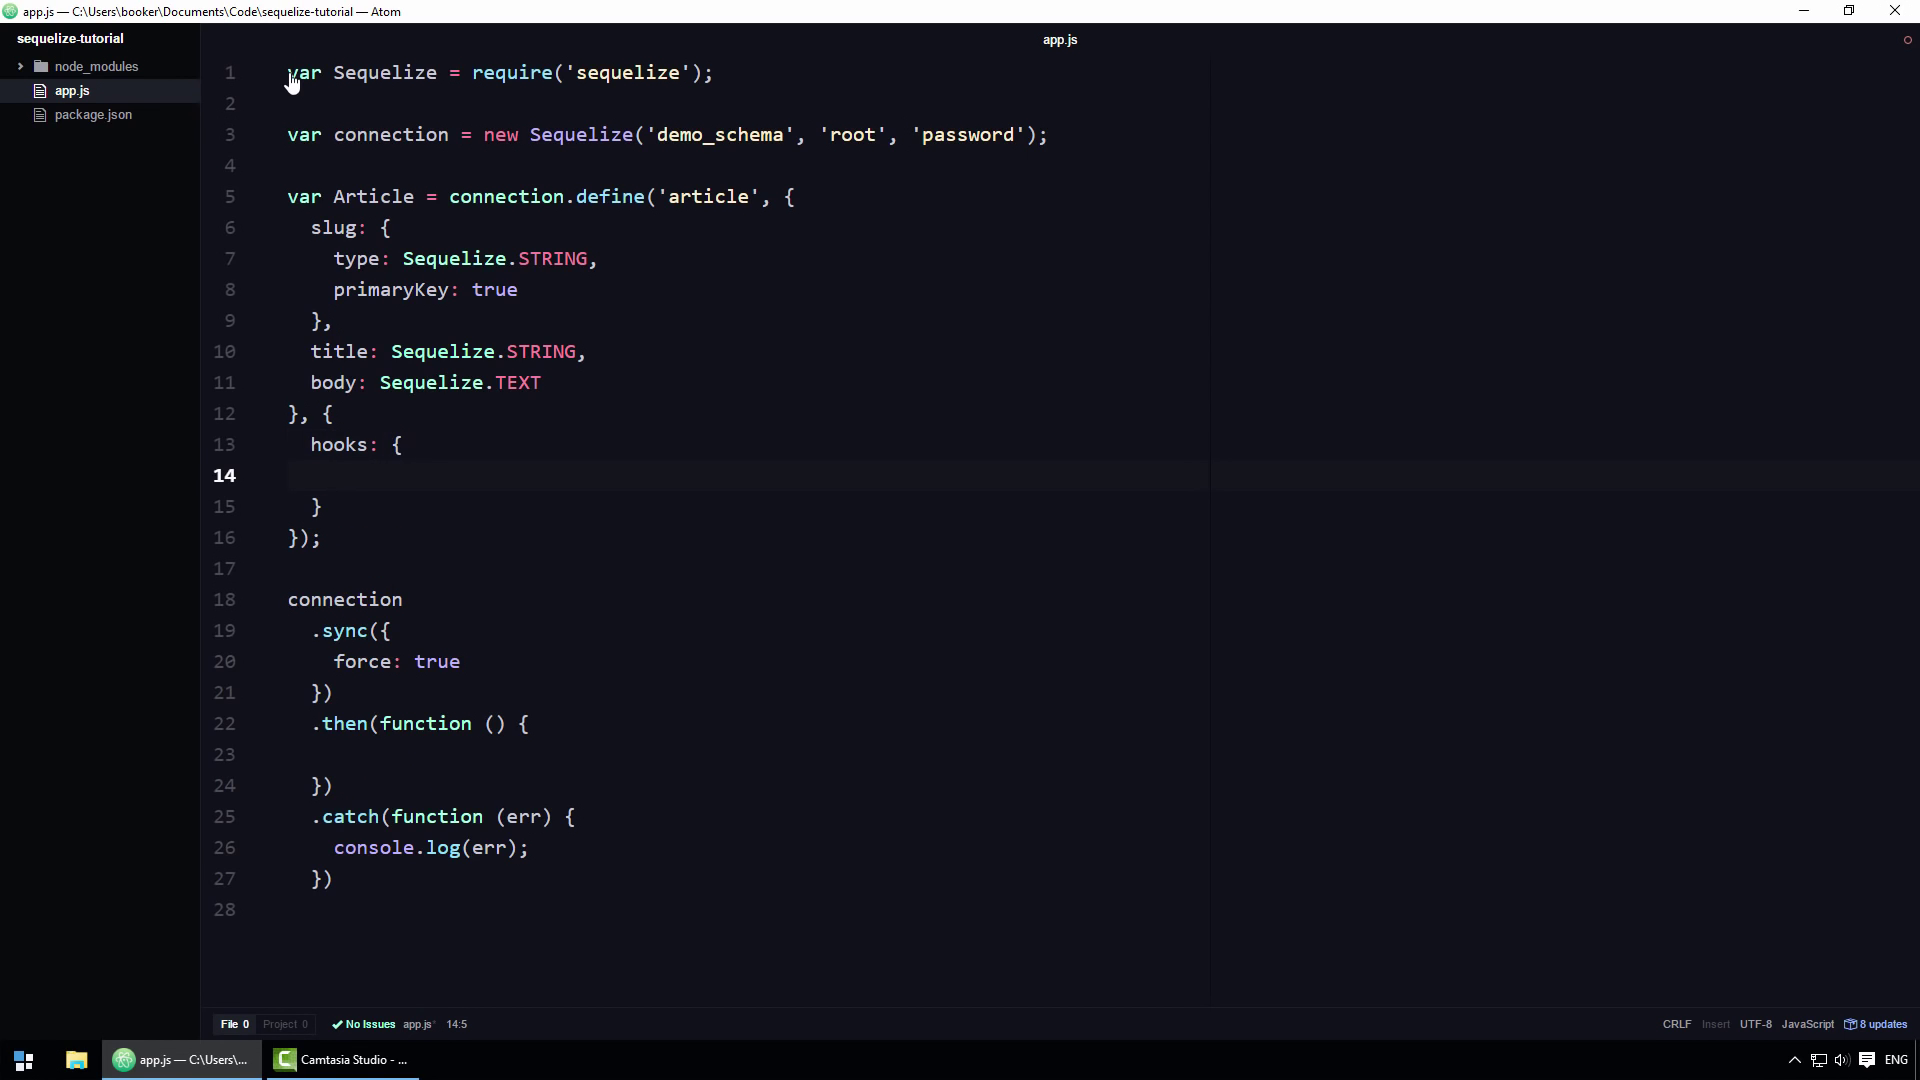 app.js — C:\Users\booker\Documents\Code\sequelize-tutorial — Atom
sequelize-tutorial
node_modules
app.js
package.json
app.js
1 var Sequelize = require('sequelize');
2
3 var connection = new Sequelize('demo_schema', 'root', 'password');
4
5 var Article = connection.define('article', {
6 slug: {
7 type: Sequelize.STRING,
8 primaryKey: true
9 },
10 title: Sequelize.STRING,
11 body: Sequelize.TEXT
12 }, {
13 hooks: {
14
15 }
16 });
17
18 connection
19 .sync({
20 force: true
21 })
22 .then(function () {
23
24 })
25 .catch(function (err) {
26 console.log(err);
27 })
28
File 0 Project 0 No Issues app.js* 14:5 CRLF Insert UTF-8 JavaScript 8 updates
app.js — C:\Users\... Camtasia Studio - ... ENG